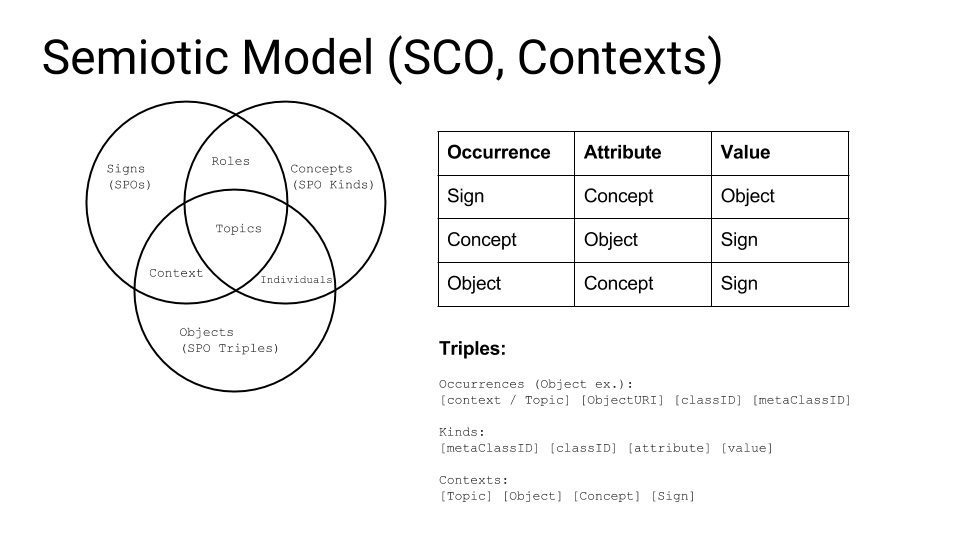 Semiotic Model (SCO, Contexts)
Signs
(SPOs)
Roles
Concepts
(SPO Kinds)
Topics
Context
Individuals
Objects
(SPO Triples)
Occurrence Attribute Value
Sign Concept Object
Concept Object Sign
Object Concept Sign
Triples:
Occurrences (Object ex.):
[context / Topic] [ObjectURI] [classID] [metaClassID]
Kinds:
[metaClassID] [classID] [attribute] [value]
Contexts:
[Topic] [Object] [Concept] [Sign]